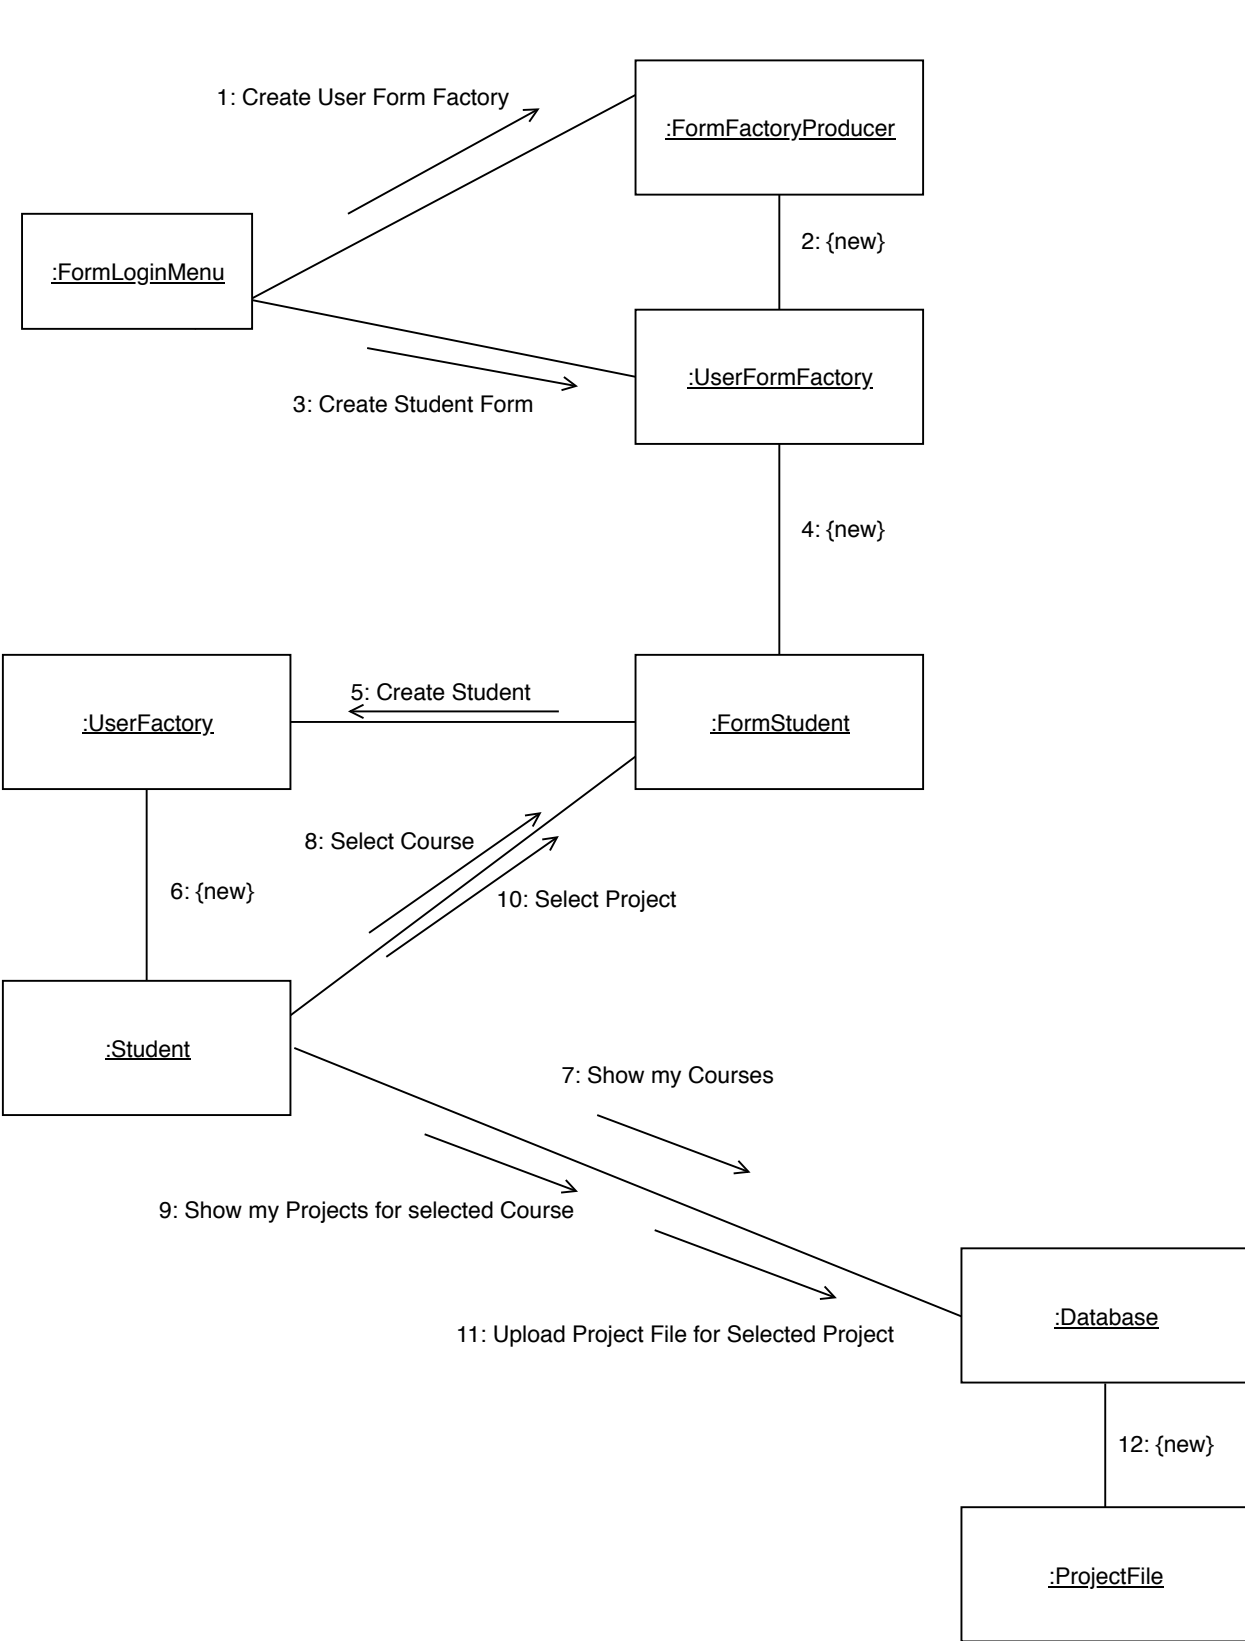 1: Create User Form Factory
:FormFactoryProducer
2: {new}
:FormLoginMenu
:UserFormFactory
3: Create Student Form
4: {new}
5: Create Student
:UserFactory
:FormStudent
8: Select Course
6: {new}
10: Select Project
:Student
7: Show my Courses
9: Show my Projects for selected Course
:Database
11: Upload Project File for Selected Project
12: {new}
:ProjectFile